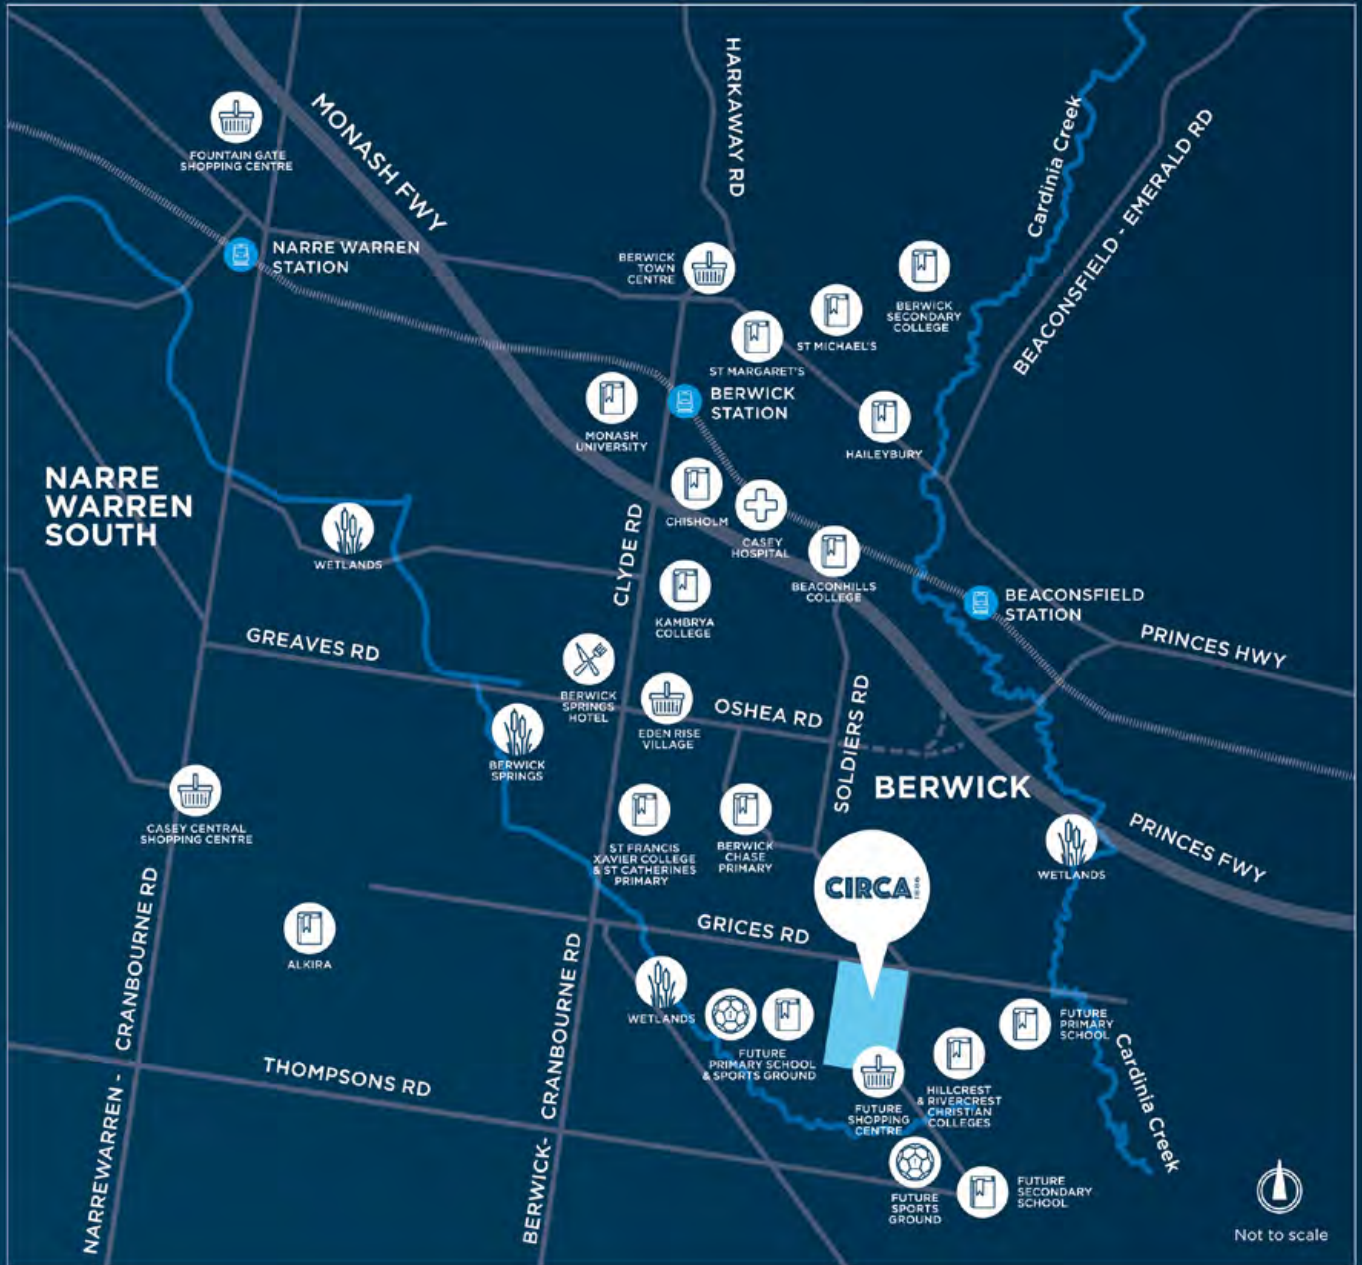 HARKAWAY RD
MONASH FWY
Cardinia Creek
BEACONSFIELD - EMERALD RD
FOUNTAIN GATE
SHOPPING CENTRE
NARRE WARREN
STATION
BERWICK
TOWN
CENTRE
BERWICK
SECONDARY
COLLEGE
ST MICHAEL'S
ST MARGARET'S
BERWICK
STATION
MONASH
UNIVERSITY
HAILEYBURY
NARRE
WARREN
SOUTH
CHISHOLM
CASEY
HOSPITAL
WETLANDS
CLYDE RD
BEACONHILLS
COLLEGE
BEACONSFIELD
STATION
KAMBRYA
COLLEGE
PRINCES HWY
GREAVES RD
BERWICK
SPRINGS
HOTEL
EDEN RISE
VILLAGE
OSHEA RD
SOLDIERS RD
BERWICK
SPRINGS
BERWICK
CASEY CENTRAL
SHOPPING CENTRE
ST FRANCIS
XAVIER COLLEGE
& ST CATHERINES
PRIMARY
BERWICK
CHASE
PRIMARY
PRINCES FWY
WETLANDS
CIRCA
GRICES RD
ALKIRA
NARREWARREN - CRANBOURNE RD
BERWICK- CRANBOURNE RD
WETLANDS
FUTURE
PRIMARY SCHOOL
& SPORTS GROUND
FUTURE
PRIMARY
SCHOOL
THOMPSONS RD
FUTURE
SHOPPING
CENTRE
HILLCREST
& RIVERCREST
CHRISTIAN
COLLEGES
Cardinia Creek
FUTURE
SPORTS
GROUND
FUTURE
SECONDARY
SCHOOL
Not to scale